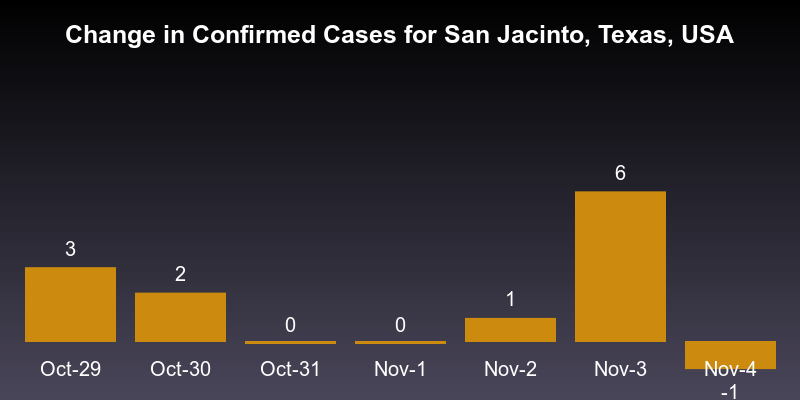 Change in Confirmed Cases for San Jacinto, Texas, USA
6
3
2
0
0
1
Oct-29
Oct-30
Oct-31
Nov-1
Nov-2
Nov-3
Nov-4
-1